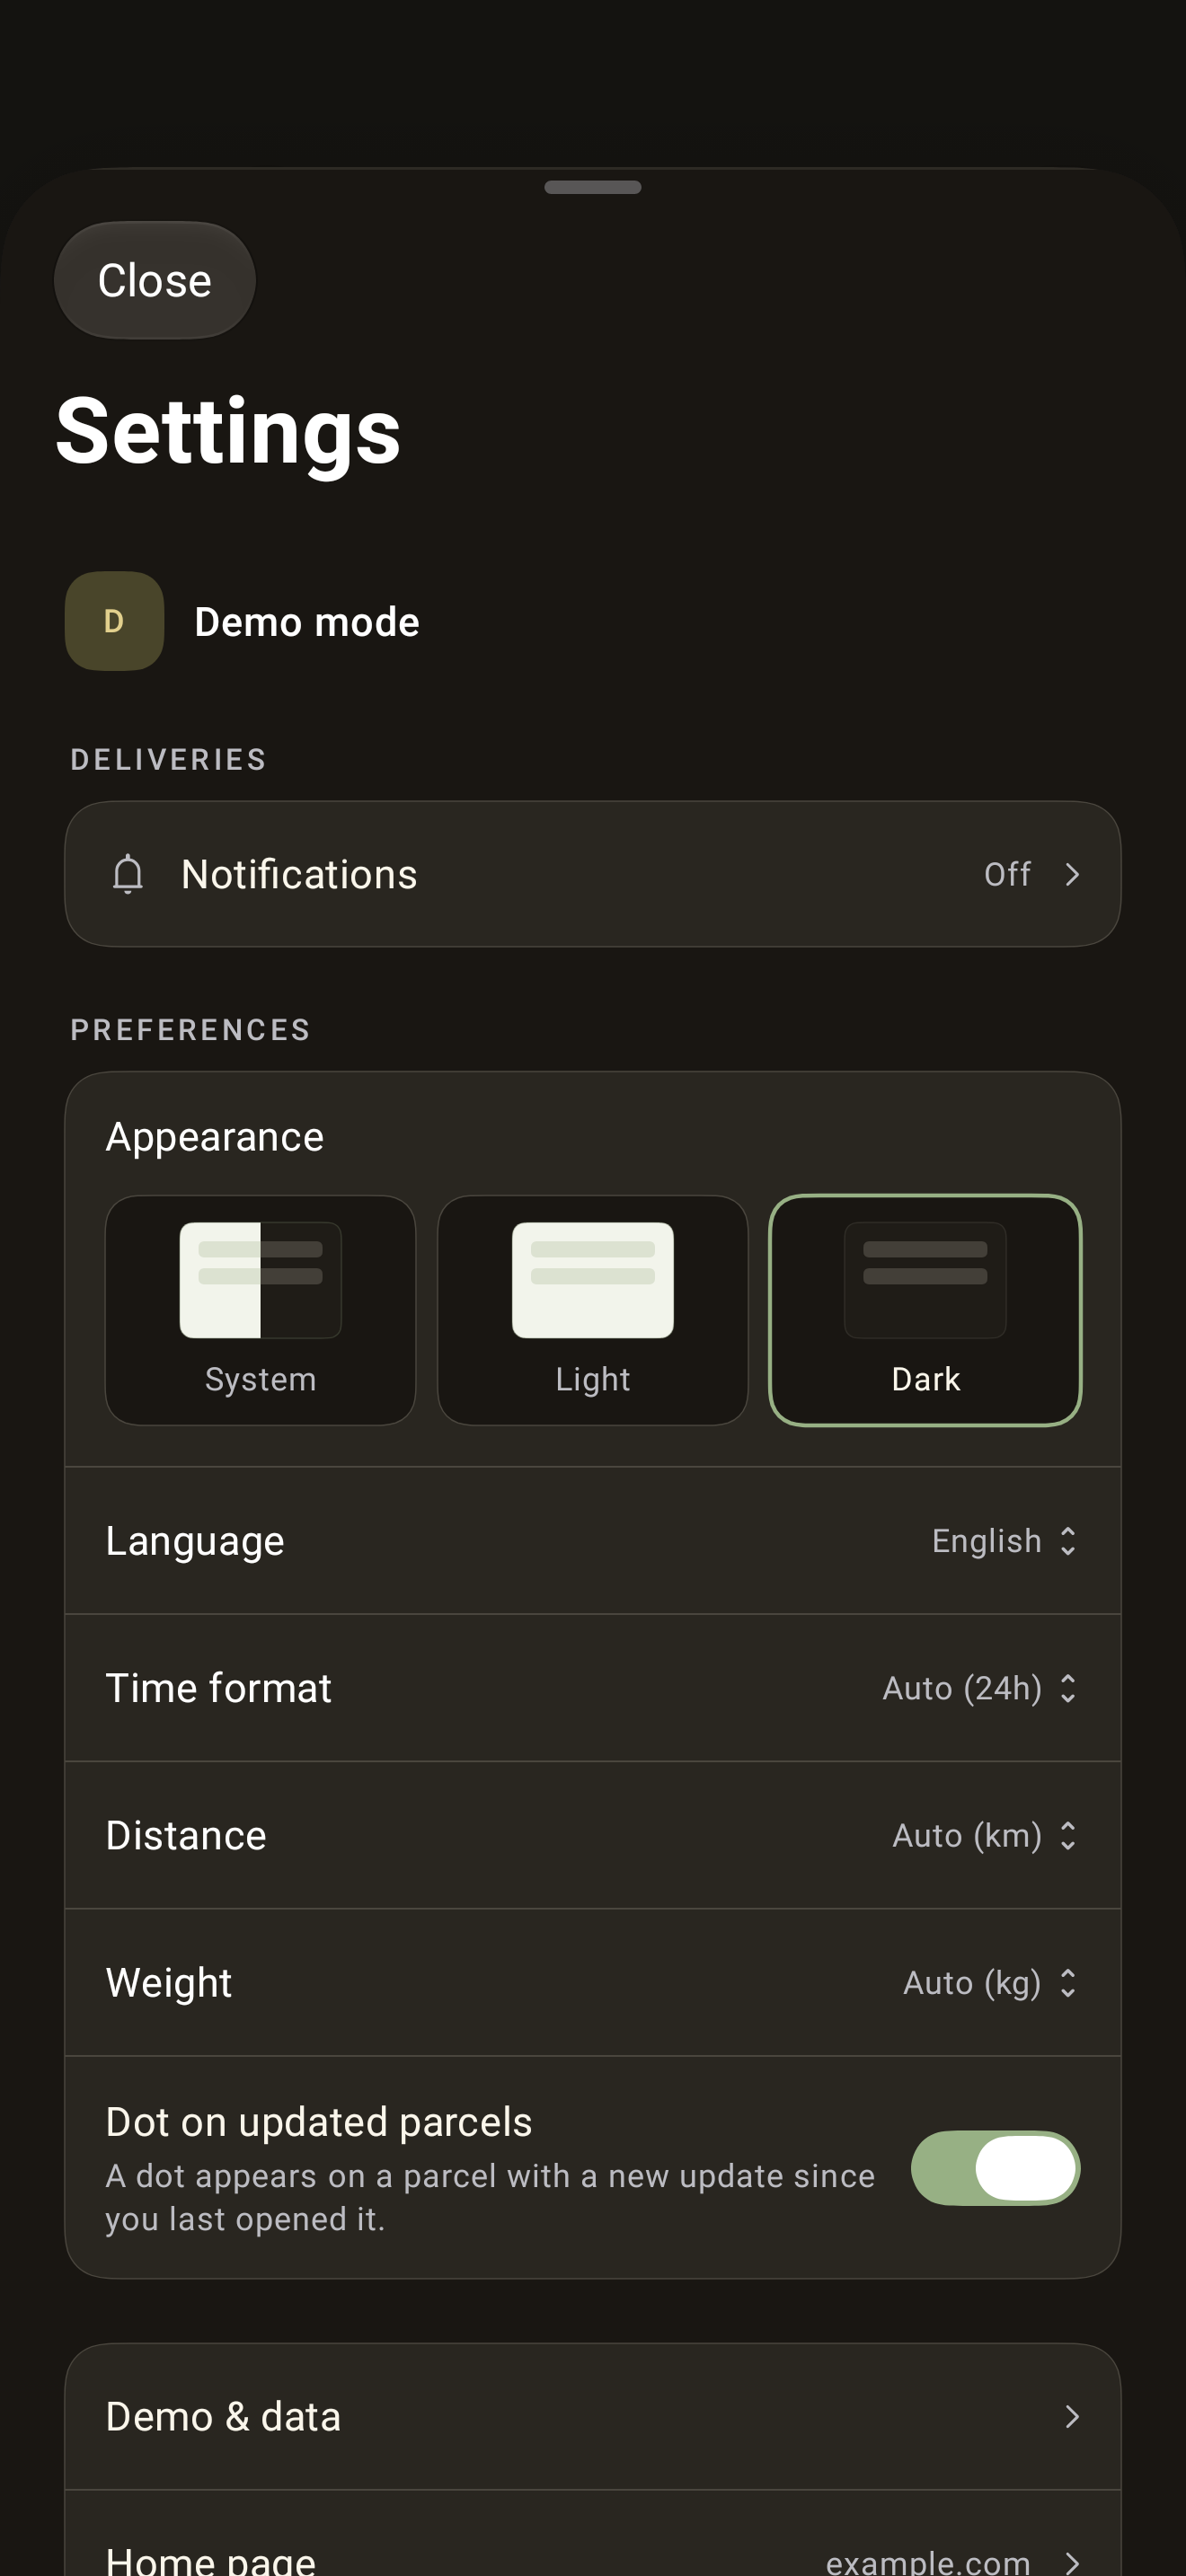 Close
Settings
D
Demo mode
DELIVERIES
Notifications
Off
PREFERENCES
Appearance
System
Light
Dark
Language
English
Time format
Auto (24h)
Distance
Auto (km)
Weight
Auto (kg)
Dot on updated parcels
A dot appears on a parcel with a new update since
you last opened it.
Demo & data
Home page
example.com